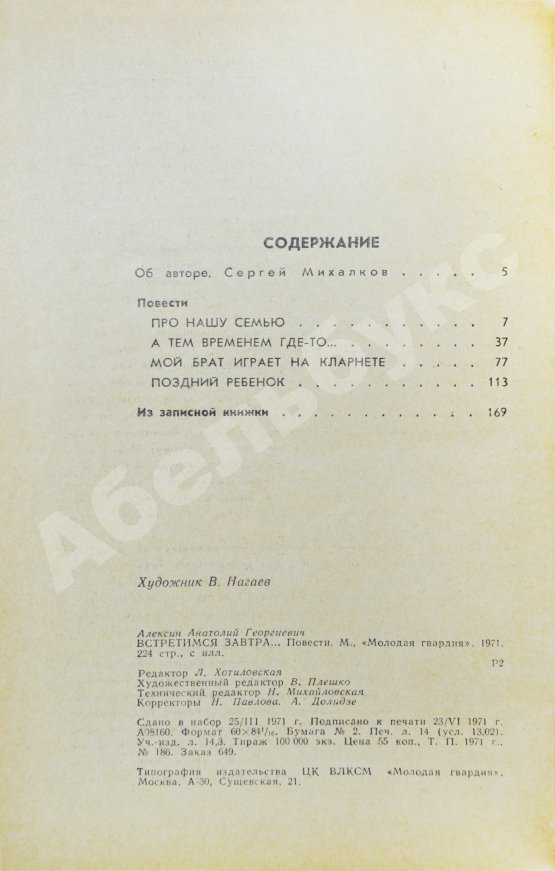 СОДЕРЖАНИЕ
Об авторе. Сергей Михалков . . . . . 5
Повести
ПРО НАШУ СЕМЬЮ . . . . . . . . . . 7
А ТЕМ ВРЕМЕНЕМ ГДЕ-ТО... . . . . . . . . 37
МОЙ БРАТ ИГРАЕТ НА КЛАРНЕТЕ . . . . . 77
ПОЗДНИЙ РЕБЕНОК . . . . . . . . . . 113
Из записной книжки . . . . . . . . . . . 169
Художник В. Нагаев
Алексин Анатолий Георгиевич
ВСТРЕТИМСЯ ЗАВТРА... Повести. М., «Молодая гвардия», 1971.
224 стр., с илл.
Р2
Редактор Л. Хотиловская
Художественный редактор В. Плешко
Технический редактор Н. Михайловская
Корректоры Н. Павлова, А. Долидзе
Сдано в набор 25/III 1971 г. Подписано к печати 23/VI 1971 г.
А08160. Формат 60×84¹/₁₆. Бумага № 2. Печ. л. 14 (усл. 13,02).
Уч.-изд. л. 14,3. Тираж 100 000 экз. Цена 55 коп., Т. П. 1971 г.,
№ 186. Заказ 649.
Типография издательства ЦК ВЛКСМ «Молодая гвардия».
Москва, А-30, Сущевская, 21.
Абельбукс